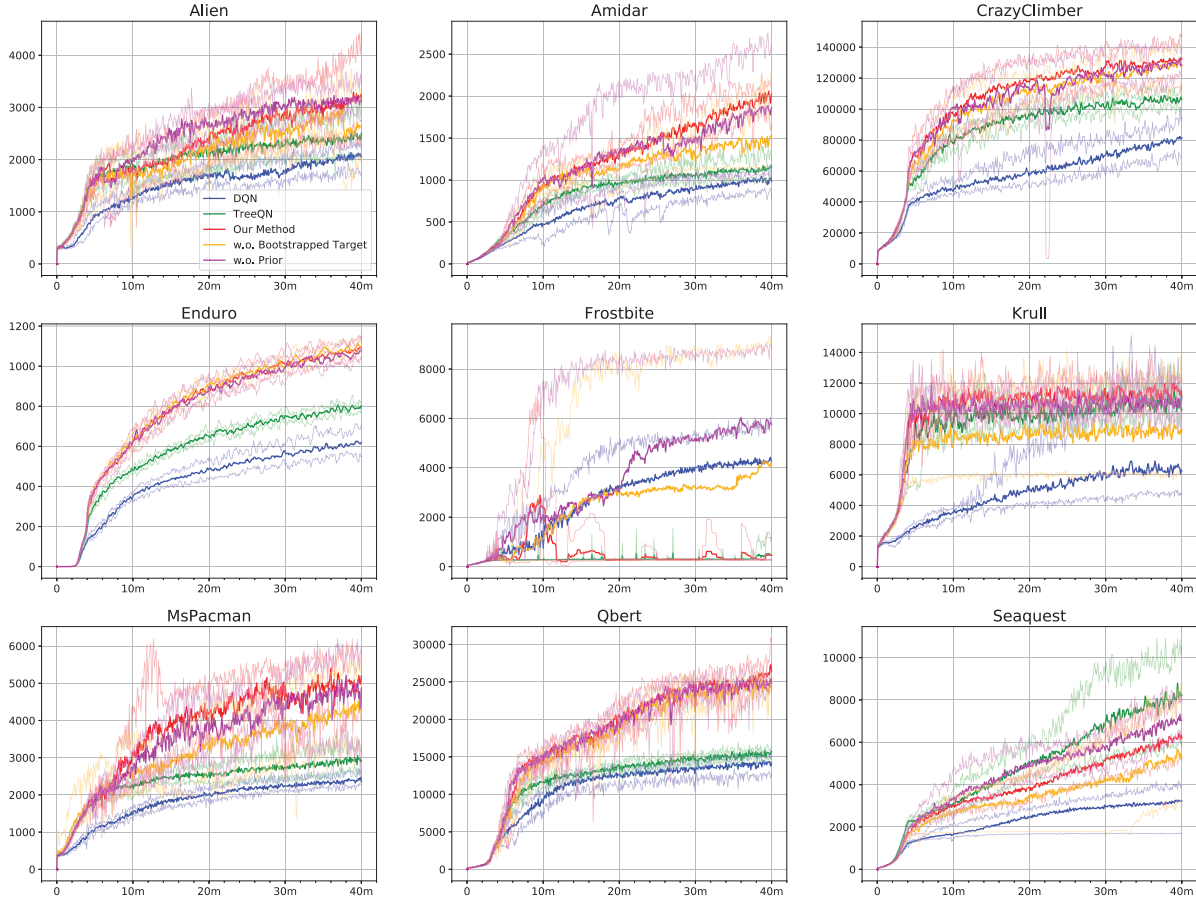 Alien
4000
3000
2000
1000
0
0 10m 20m 30m 40m
DQN
TreeQN
Our Method
w.o. Bootstrapped Target
w.o. Prior
Amidar
2500
2000
1500
1000
500
0
0 10m 20m 30m 40m
CrazyClimber
140000
120000
100000
80000
60000
40000
20000
0
0 10m 20m 30m 40m
Enduro
1200
1000
800
600
400
200
0
0 10m 20m 30m 40m
Frostbite
8000
6000
4000
2000
0
0 10m 20m 30m 40m
Krull
14000
12000
10000
8000
6000
4000
2000
0
0 10m 20m 30m 40m
MsPacman
6000
5000
4000
3000
2000
1000
0
0 10m 20m 30m 40m
Qbert
30000
25000
20000
15000
10000
5000
0
0 10m 20m 30m 40m
Seaquest
10000
8000
6000
4000
2000
0
0 10m 20m 30m 40m